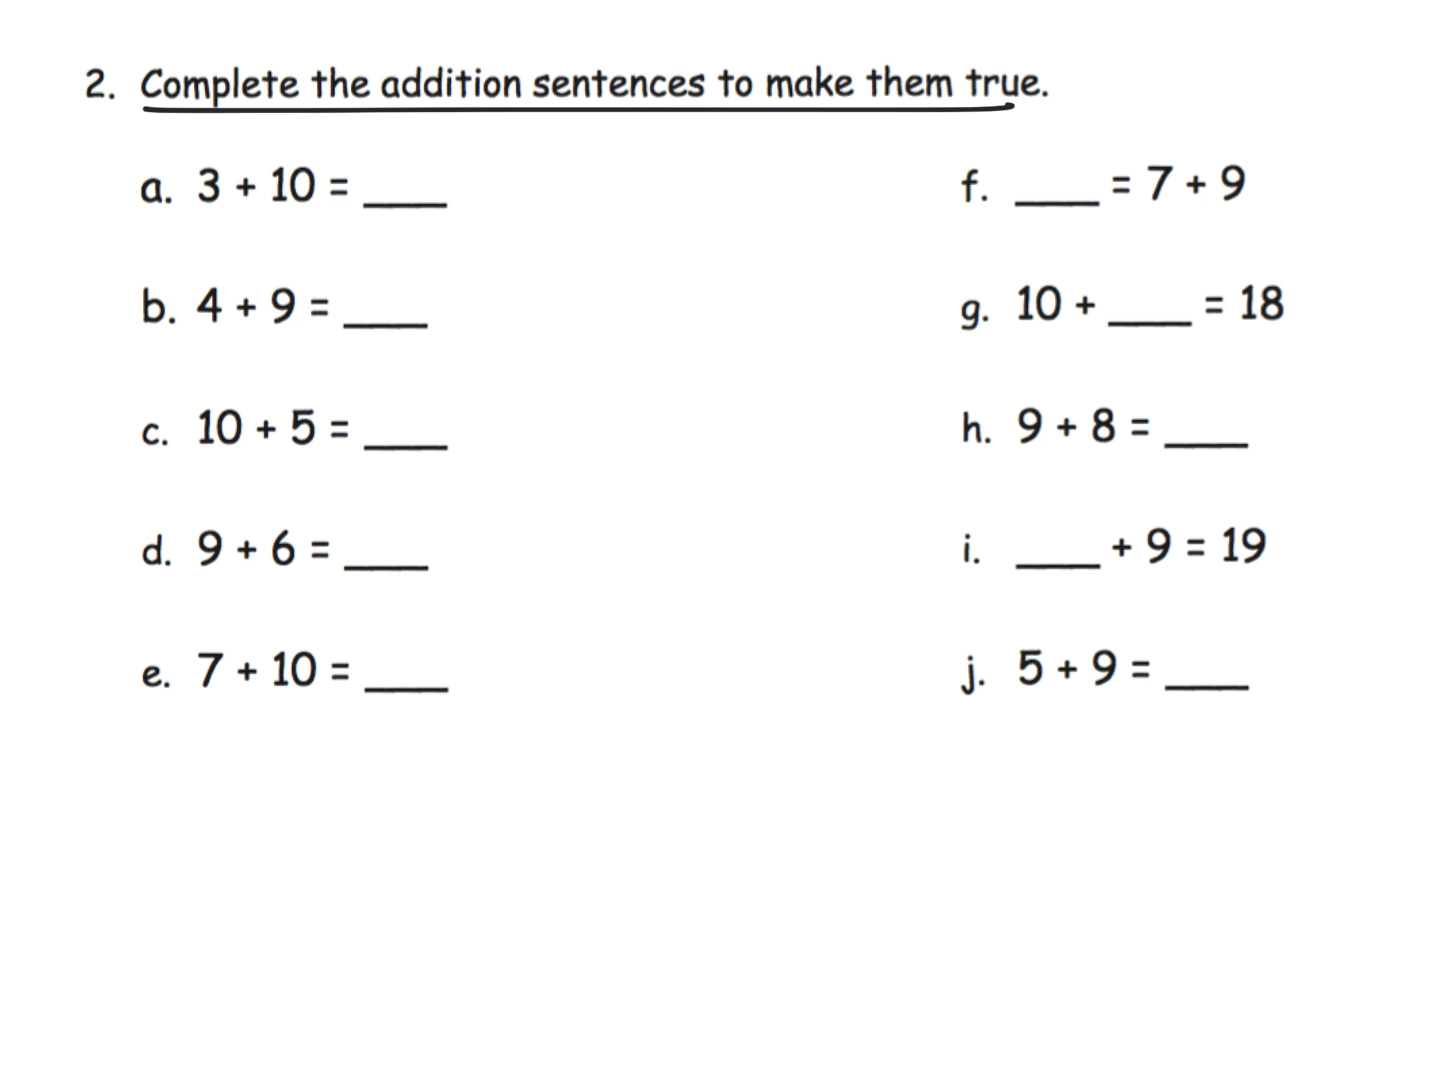 2. Complete the addition sentences to make them true.
a. 3 + 10 = ____
b. 4 + 9 = ____
c. 10 + 5 = ____
d. 9 + 6 = ____
e. 7 + 10 = ____
f. ____ = 7 + 9
g. 10 + ____ = 18
h. 9 + 8 = ____
i. ____ + 9 = 19
j. 5 + 9 = ____